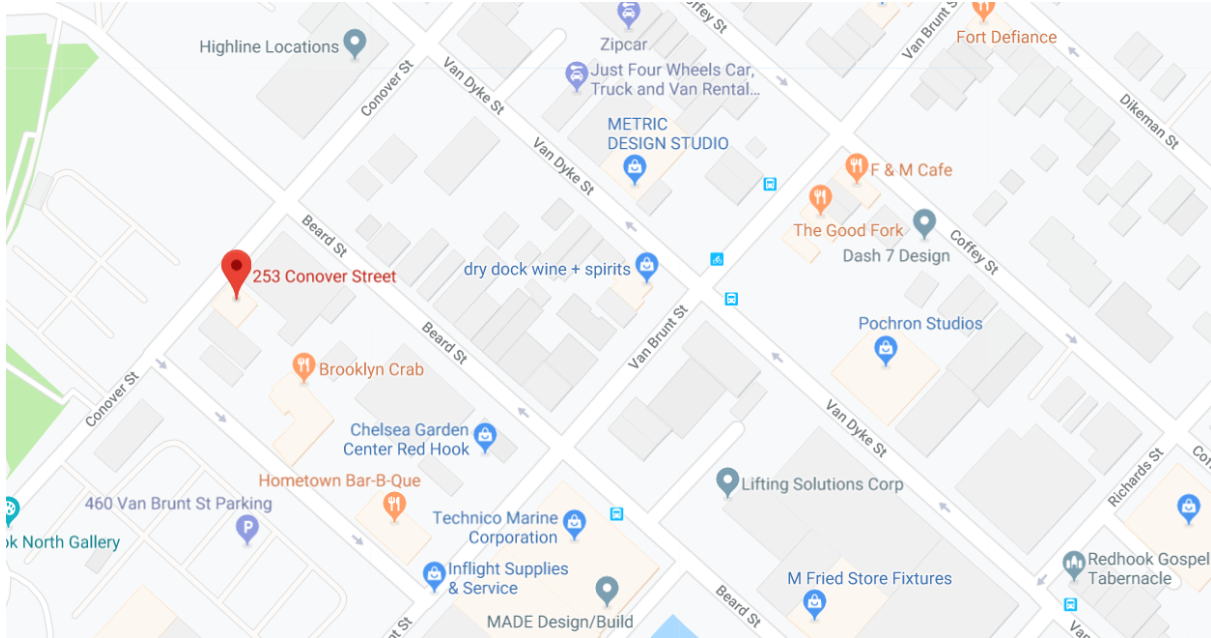 Coffey St
Zipcar
Van Brunt St
Fort Defiance
Highline Locations
Conover St
Van Dyke St
Just Four Wheels Car,
Truck and Van Rental...
Dikeman St
METRIC
DESIGN STUDIO
Van Dyke St
F & M Cafe
The Good Fork
Dash 7 Design
Coffey St
Beard St
253 Conover Street
dry dock wine + spirits
Van Brunt St
Beard St
Pochron Studios
Brooklyn Crab
Conover St
Van Dyke St
Chelsea Garden
Center Red Hook
Richards St
Hometown Bar-B-Que
Lifting Solutions Corp
460 Van Brunt St Parking
P
Technico Marine
Corporation
ok North Gallery
Inflight Supplies
& Service
M Fried Store Fixtures
Redhook Gospel
Tabernacle
MADE Design/Build
Beard St